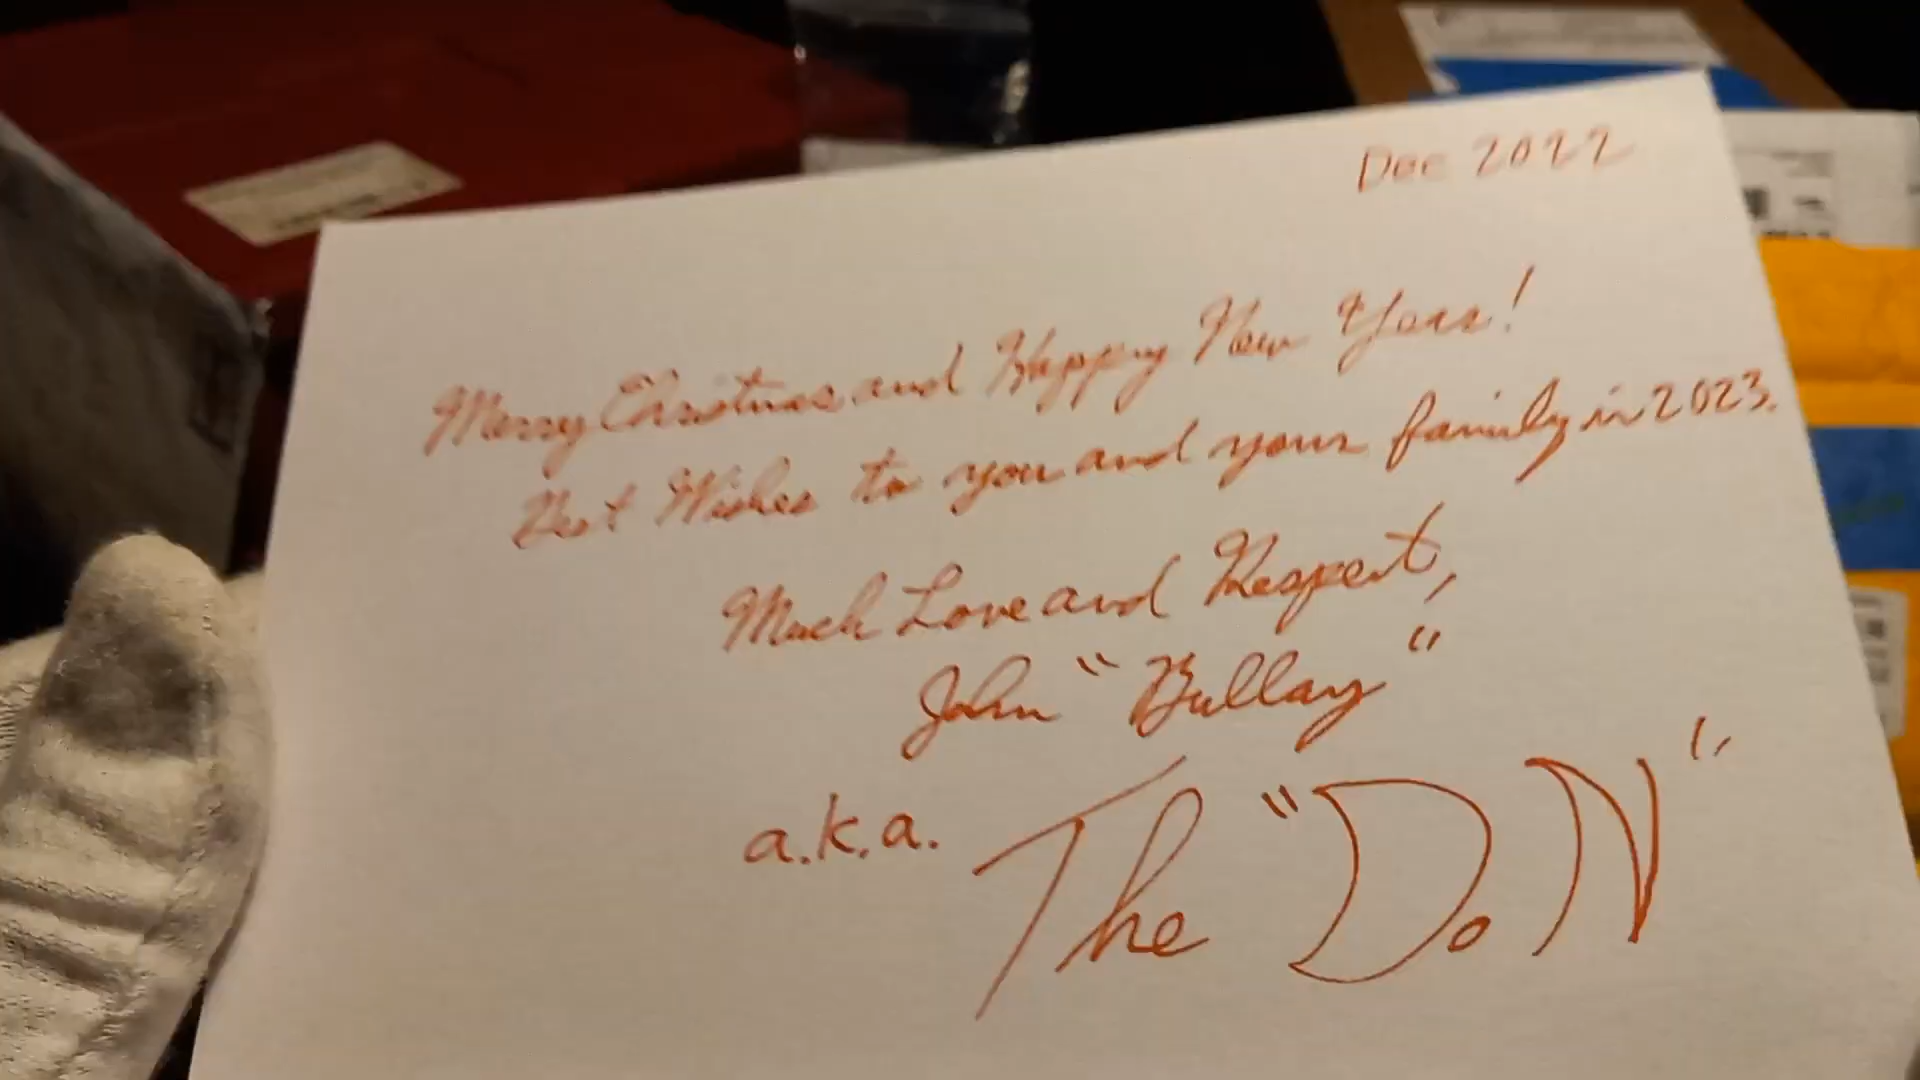 Dec 2022
Merry Christmas and Happy New Year!
Best Wishes to you and your family in 2023.
Much Love and Respect,
John "Bullay"
a.k.a. The "DoN"